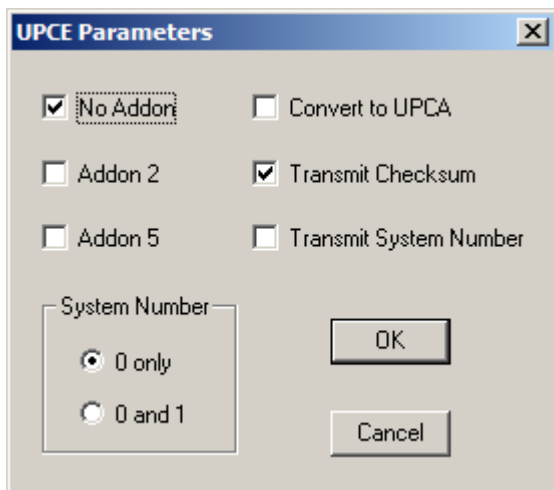 UPCE Parameters
No Addon
Convert to UPCA
Addon 2
Transmit Checksum
Addon 5
Transmit System Number
System Number
0 only
0 and 1
OK
Cancel